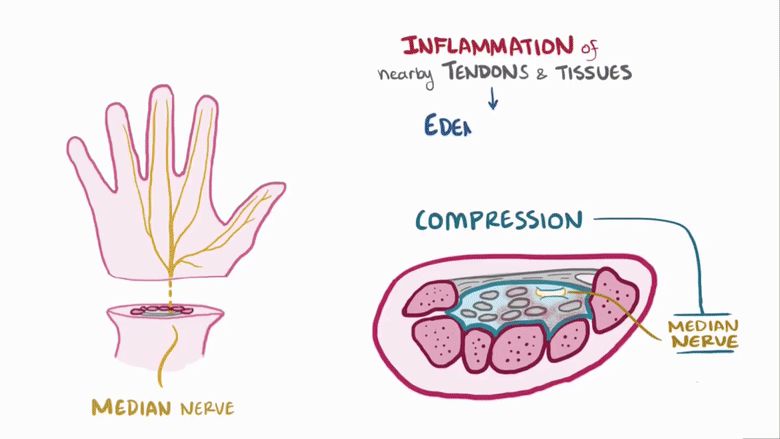 INFLAMMATION of
nearby TENDONS & TISSUES
EDEM
COMPRESSION
MEDIAN
NERVE
MEDIAN NERVE